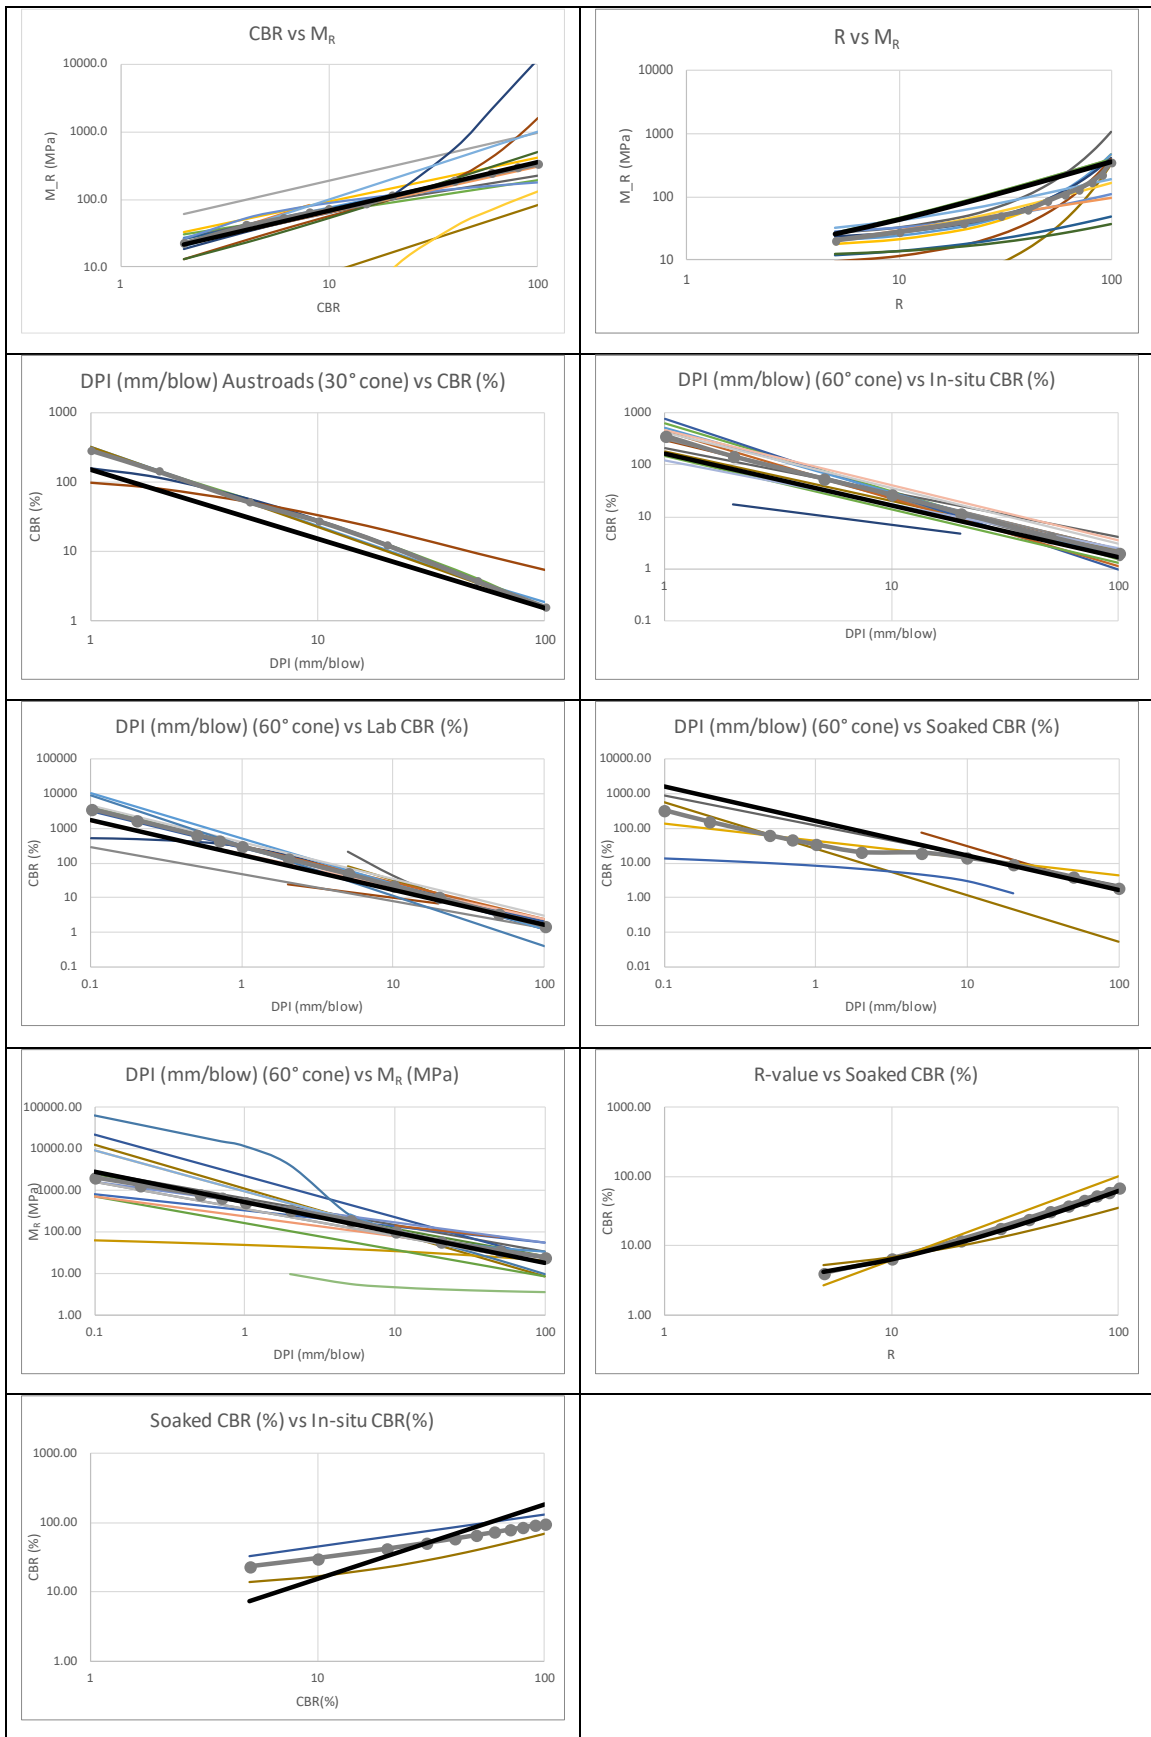 CBR vs MR
10000.0
1000.0
100.0
10.0
M_R (MPa)
1
10
100
CBR
R vs MR
10000
1000
100
10
M_R (MPa)
1
10
100
R
DPI (mm/blow) Austroads (30° cone) vs CBR (%)
1000
100
10
1
CBR (%)
1
10
100
DPI (mm/blow)
DPI (mm/blow) (60° cone) vs In-situ CBR (%)
1000
100
10
1
0.1
CBR (%)
1
10
100
DPI (mm/blow)
DPI (mm/blow) (60° cone) vs Lab CBR (%)
100000
10000
1000
100
10
1
0.1
CBR (%)
0.1
1
10
100
DPI (mm/blow)
DPI (mm/blow) (60° cone) vs Soaked CBR (%)
10000.00
1000.00
100.00
10.00
1.00
0.10
0.01
CBR (%)
0.1
1
10
100
DPI (mm/blow)
DPI (mm/blow) (60° cone) vs MR (MPa)
100000.00
10000.00
1000.00
100.00
10.00
1.00
MR (MPa)
0.1
1
10
100
DPI (mm/blow)
R-value vs Soaked CBR (%)
1000.00
100.00
10.00
1.00
CBR (%)
1
10
100
R
Soaked CBR (%) vs In-situ CBR(%)
1000.00
100.00
10.00
1.00
CBR (%)
1
10
100
CBR(%)